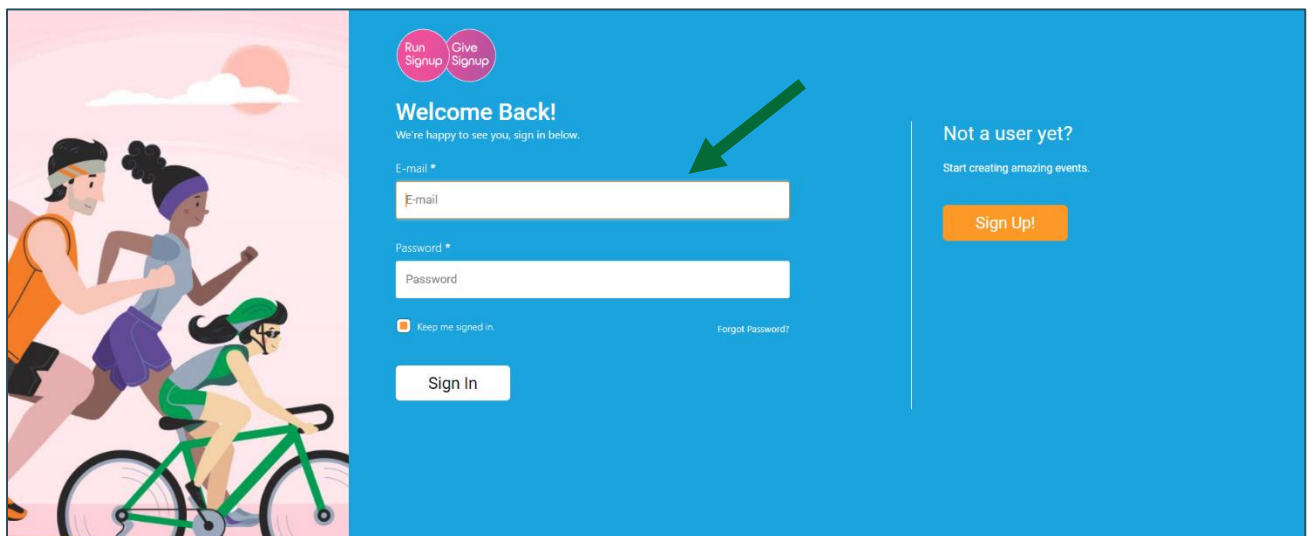 Run
Signup
Give
Signup
Welcome Back!
We're happy to see you, sign in below.
E-mail *
E-mail
Password *
Password
Keep me signed in.
Forgot Password?
Sign In
Not a user yet?
Start creating amazing events.
Sign Up!